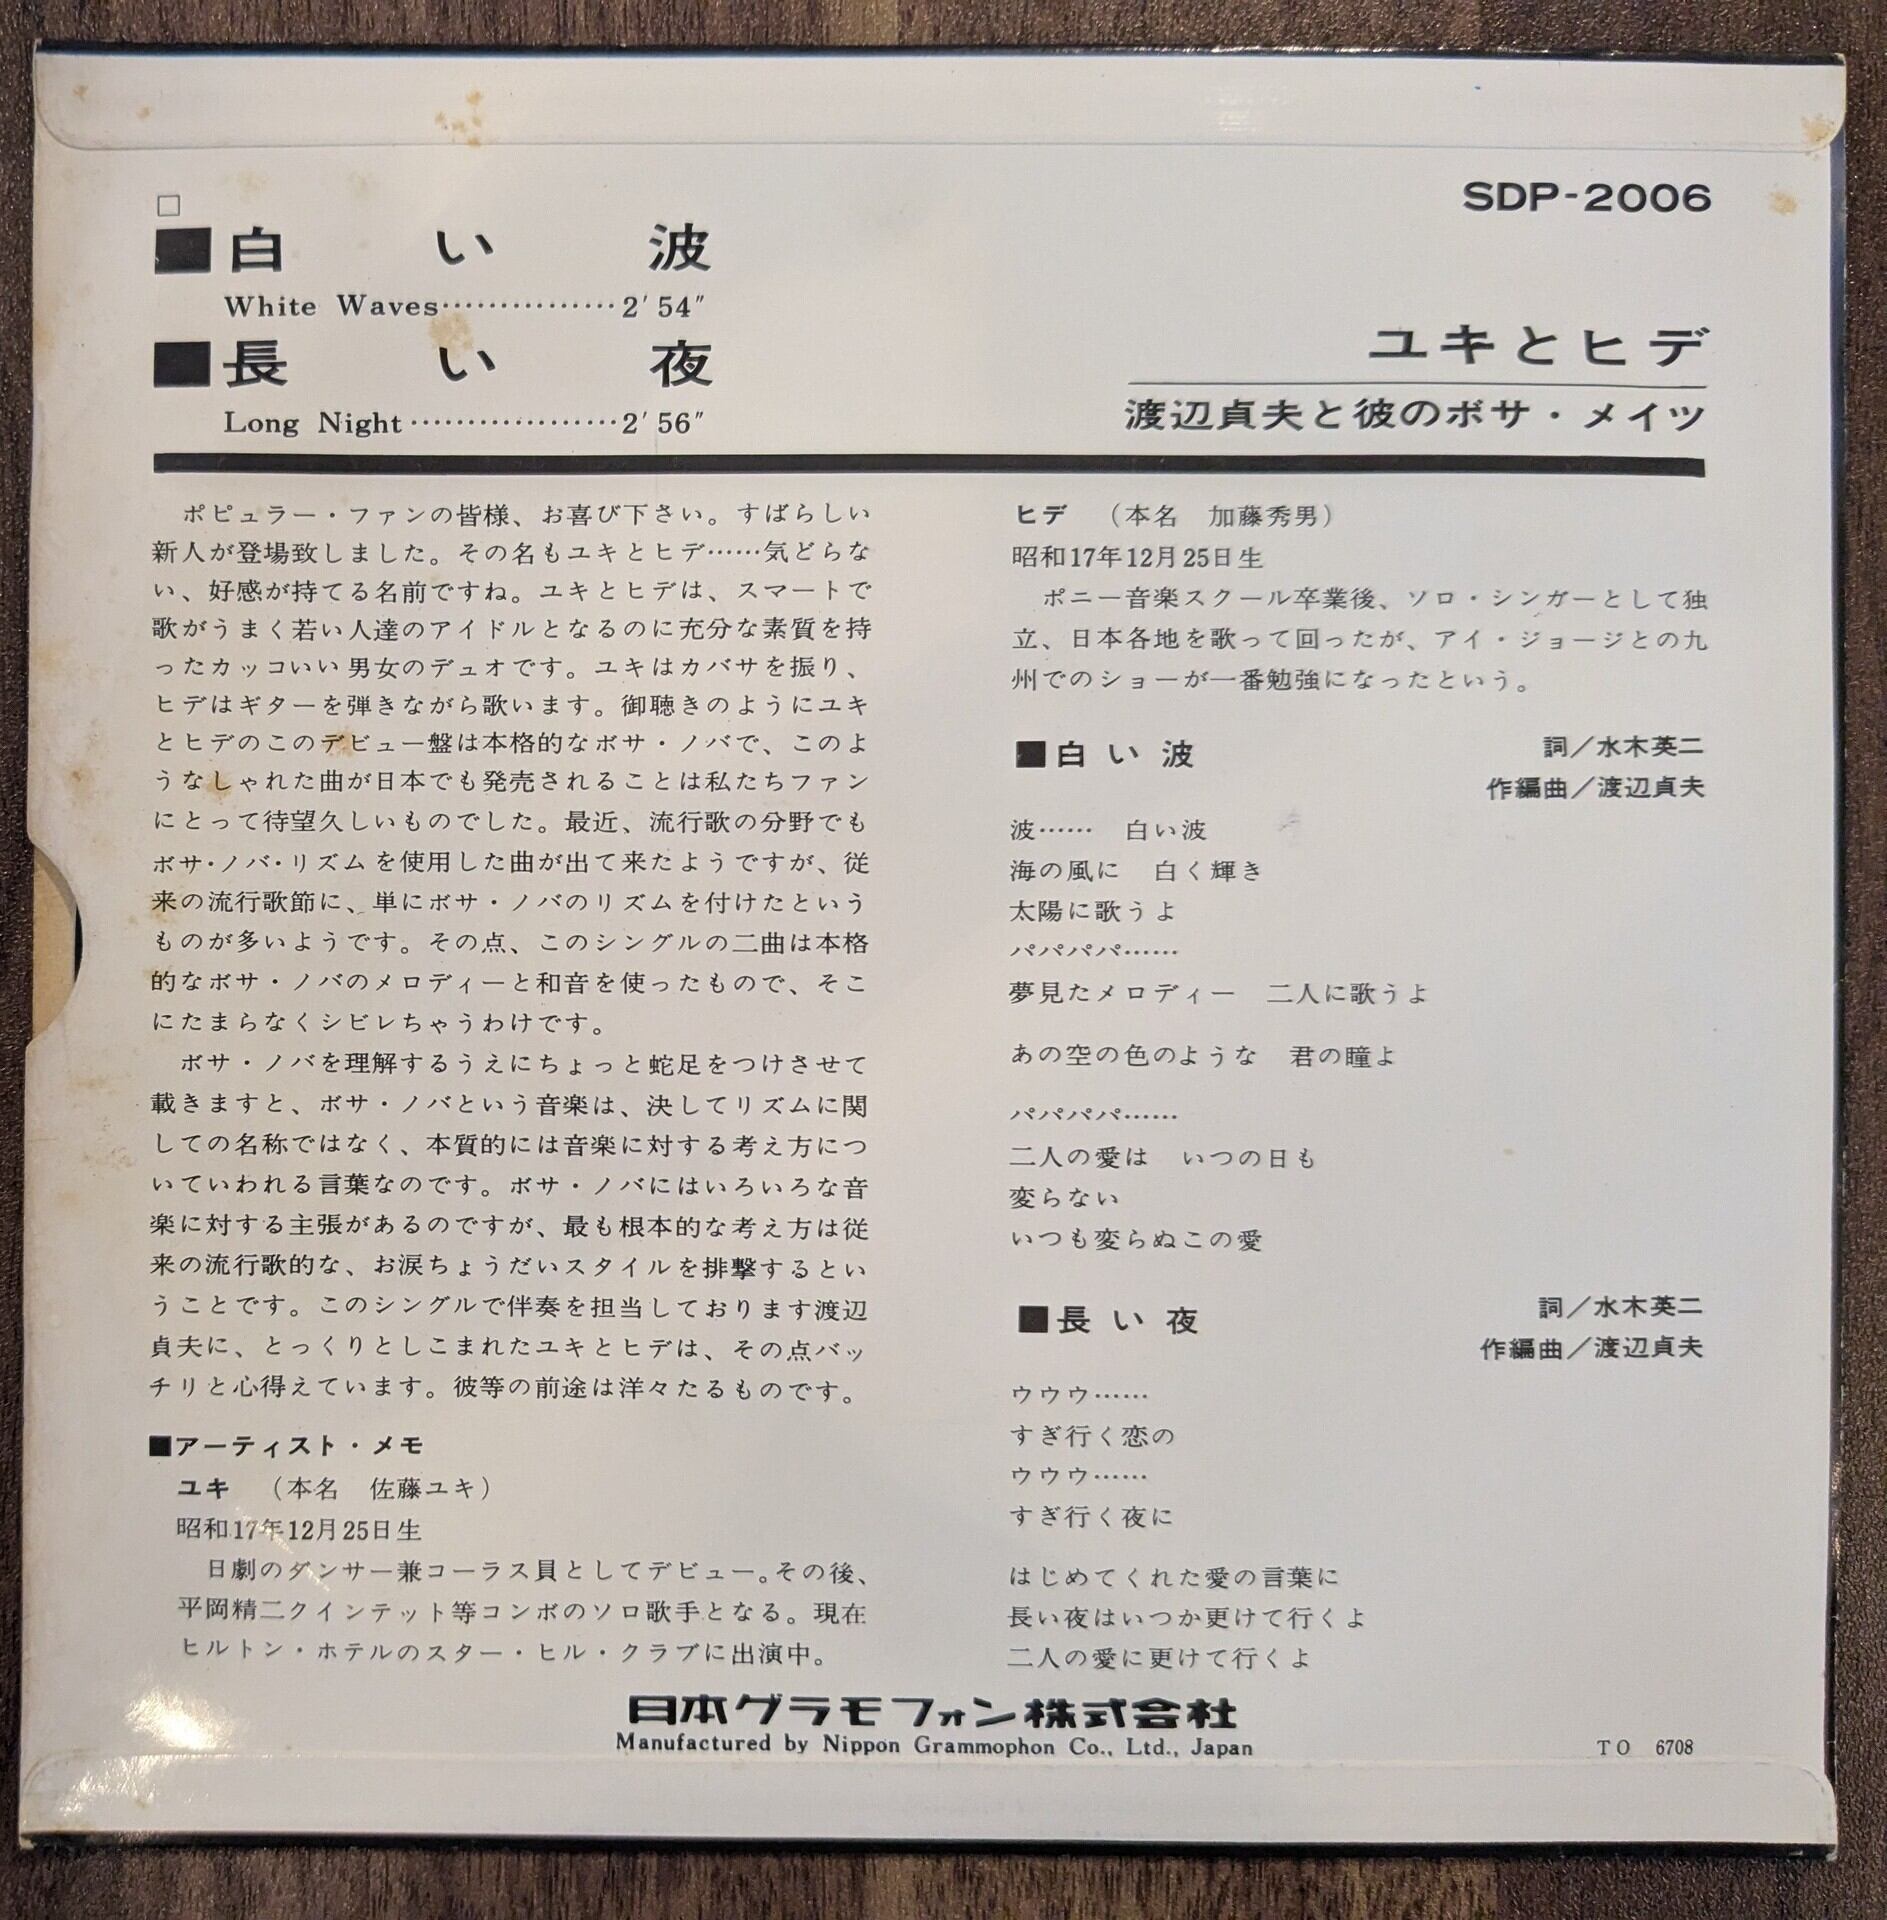 SDP-2006
■白い波
White Waves……………2′54″
■長い夜
Long Night………………2′56″
ユキとヒデ
渡辺貞夫と彼のボサ・メイツ
ポピュラー・ファンの皆様、お喜び下さい。すばらしい
新人が登場致しました。その名もユキとヒデ……気どらな
い、好感が持てる名前ですね。ユキとヒデは、スマートで
歌がうまく若い人達のアイドルとなるのに充分な素質を持
ったカッコいい男女のデュオです。ユキはカバサを振り、
ヒデはギターを弾きながら歌います。御聴きのようにユキ
とヒデのこのデビュー盤は本格的なボサ・ノバで、このよ
うなしゃれた曲が日本でも発売されることは私たちファン
にとって待望久しいものでした。最近、流行歌の分野でも
ボサ・ノバ・リズムを使用した曲が出て来たようですが、従
来の流行歌節に、単にボサ・ノバのリズムを付けたという
ものが多いようです。その点、このシングルの二曲は本格
的なボサ・ノバのメロディーと和音を使ったもので、そこ
にたまらなくシビレちゃうわけです。
ボサ・ノバを理解するうえにちょっと蛇足をつけさせて
載きますと、ボサ・ノバという音楽は、決してリズムに関
しての名称ではなく、本質的には音楽に対する考え方につ
いていわれる言葉なのです。ボサ・ノバにはいろいろな音
楽に対する主張があるのですが、最も根本的な考え方は従
来の流行歌的な、お涙ちょうだいスタイルを排撃するとい
うことです。このシングルで伴奏を担当しております渡辺
貞夫に、とっくりとしこまれたユキとヒデは、その点バッ
チリと心得えています。彼等の前途は洋々たるものです。
■アーティスト・メモ
ユキ （本名 佐藤ユキ）
昭和17年12月25日生
日劇のダンサー兼コーラス員としてデビュー。その後、
平岡精二クインテット等コンボのソロ歌手となる。現在
ヒルトン・ホテルのスター・ヒル・クラブに出演中。
ヒデ （本名 加藤秀男）
昭和17年12月25日生
ポニー音楽スクール卒業後、ソロ・シンガーとして独
立、日本各地を歌って回ったが、アイ・ジョージとの九
州でのショーが一番勉強になったという。
■白い波
詞／水木英二
作編曲／渡辺貞夫
波…… 白い波
海の風に 白く輝き
太陽に歌うよ
パパパパ……
夢見たメロディー 二人に歌うよ
あの空の色のような 君の瞳よ
パパパパ……
二人の愛は いつの日も
変らない
いつも変らぬこの愛
■長い夜
詞／水木英二
作編曲／渡辺貞夫
ウウウ……
すぎ行く恋の
ウウウ……
すぎ行く夜に
はじめてくれた愛の言葉に
長い夜はいつか更けて行くよ
二人の愛に更けて行くよ
日本グラモフォン株式会社
Manufactured by Nippon Grammophon Co., Ltd., Japan
TO 6708